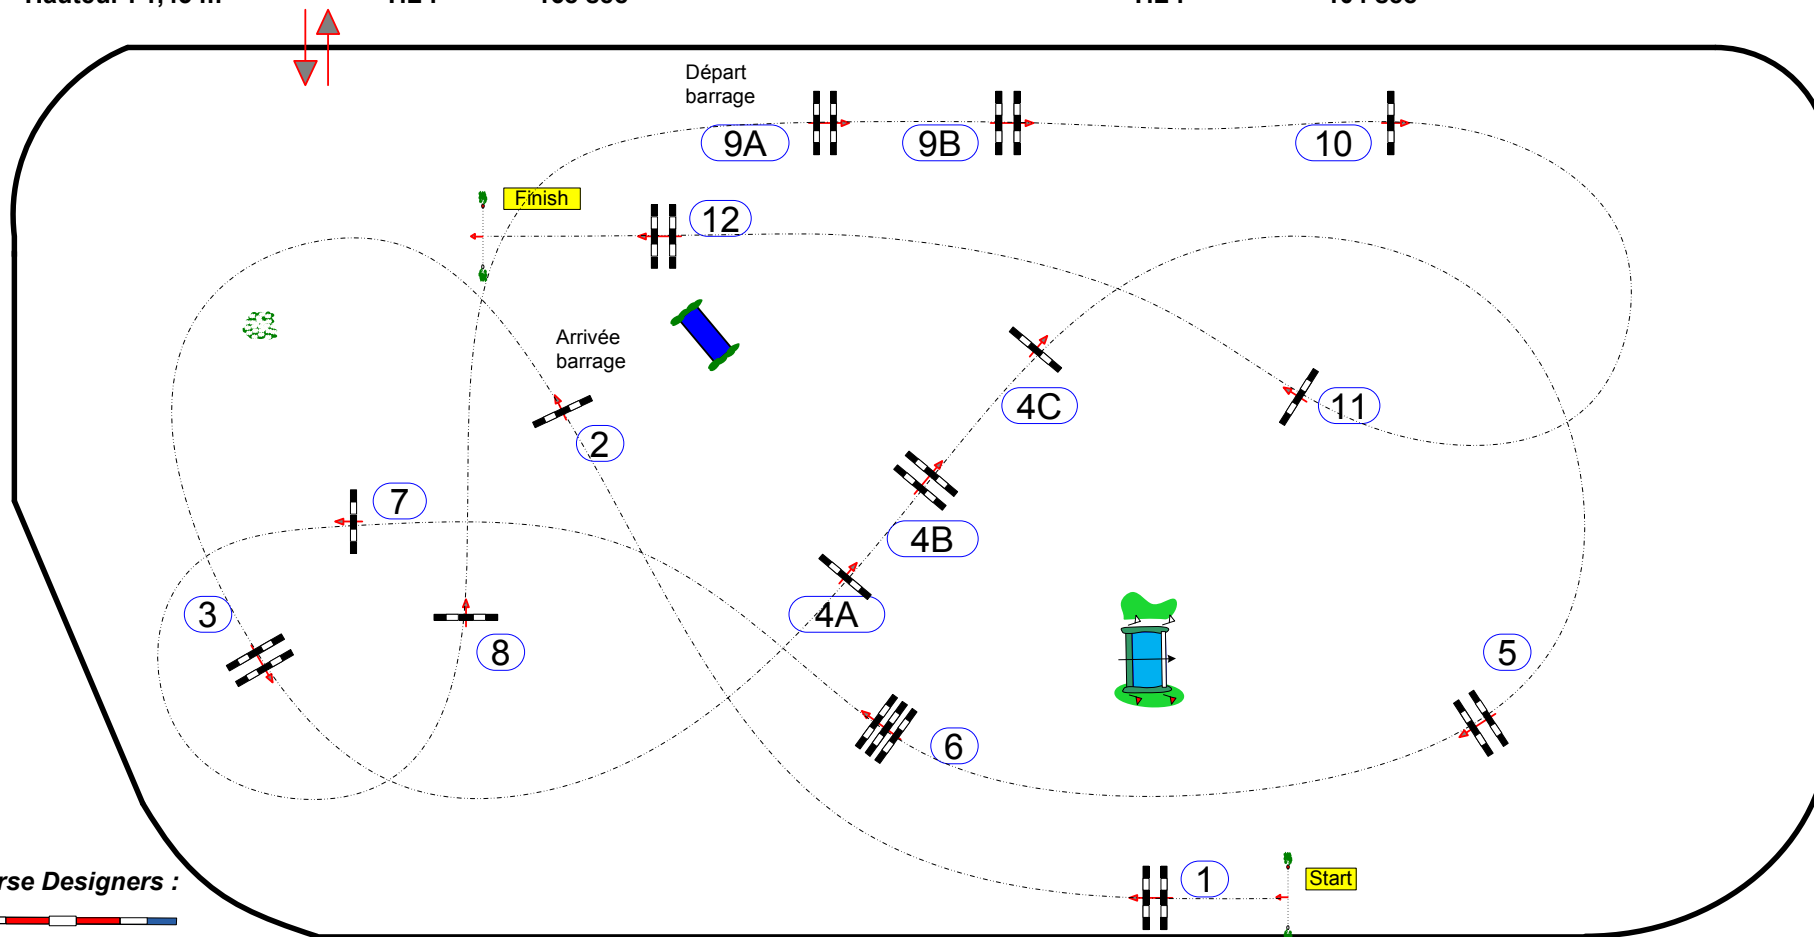 Départ
barrage
9A
9B
10
Finish
12
Arrivée
barrage
4C
11
2
7
4B
3
4A
8
5
6
1
Start
rse Designers :